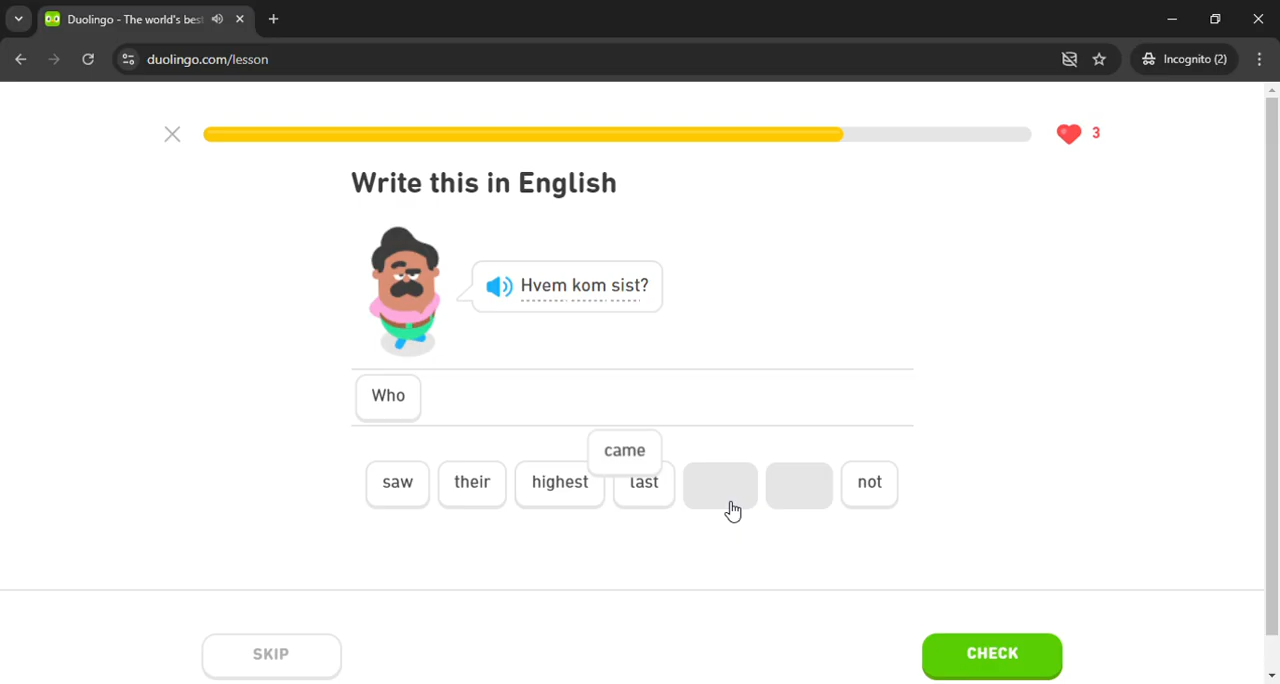 Duolingo - The world's bes
duolingo.com/lesson
Incognito (2)
3
Write this in English
Hvem kom sist?
Who
came
saw their highest last not
SKIP CHECK